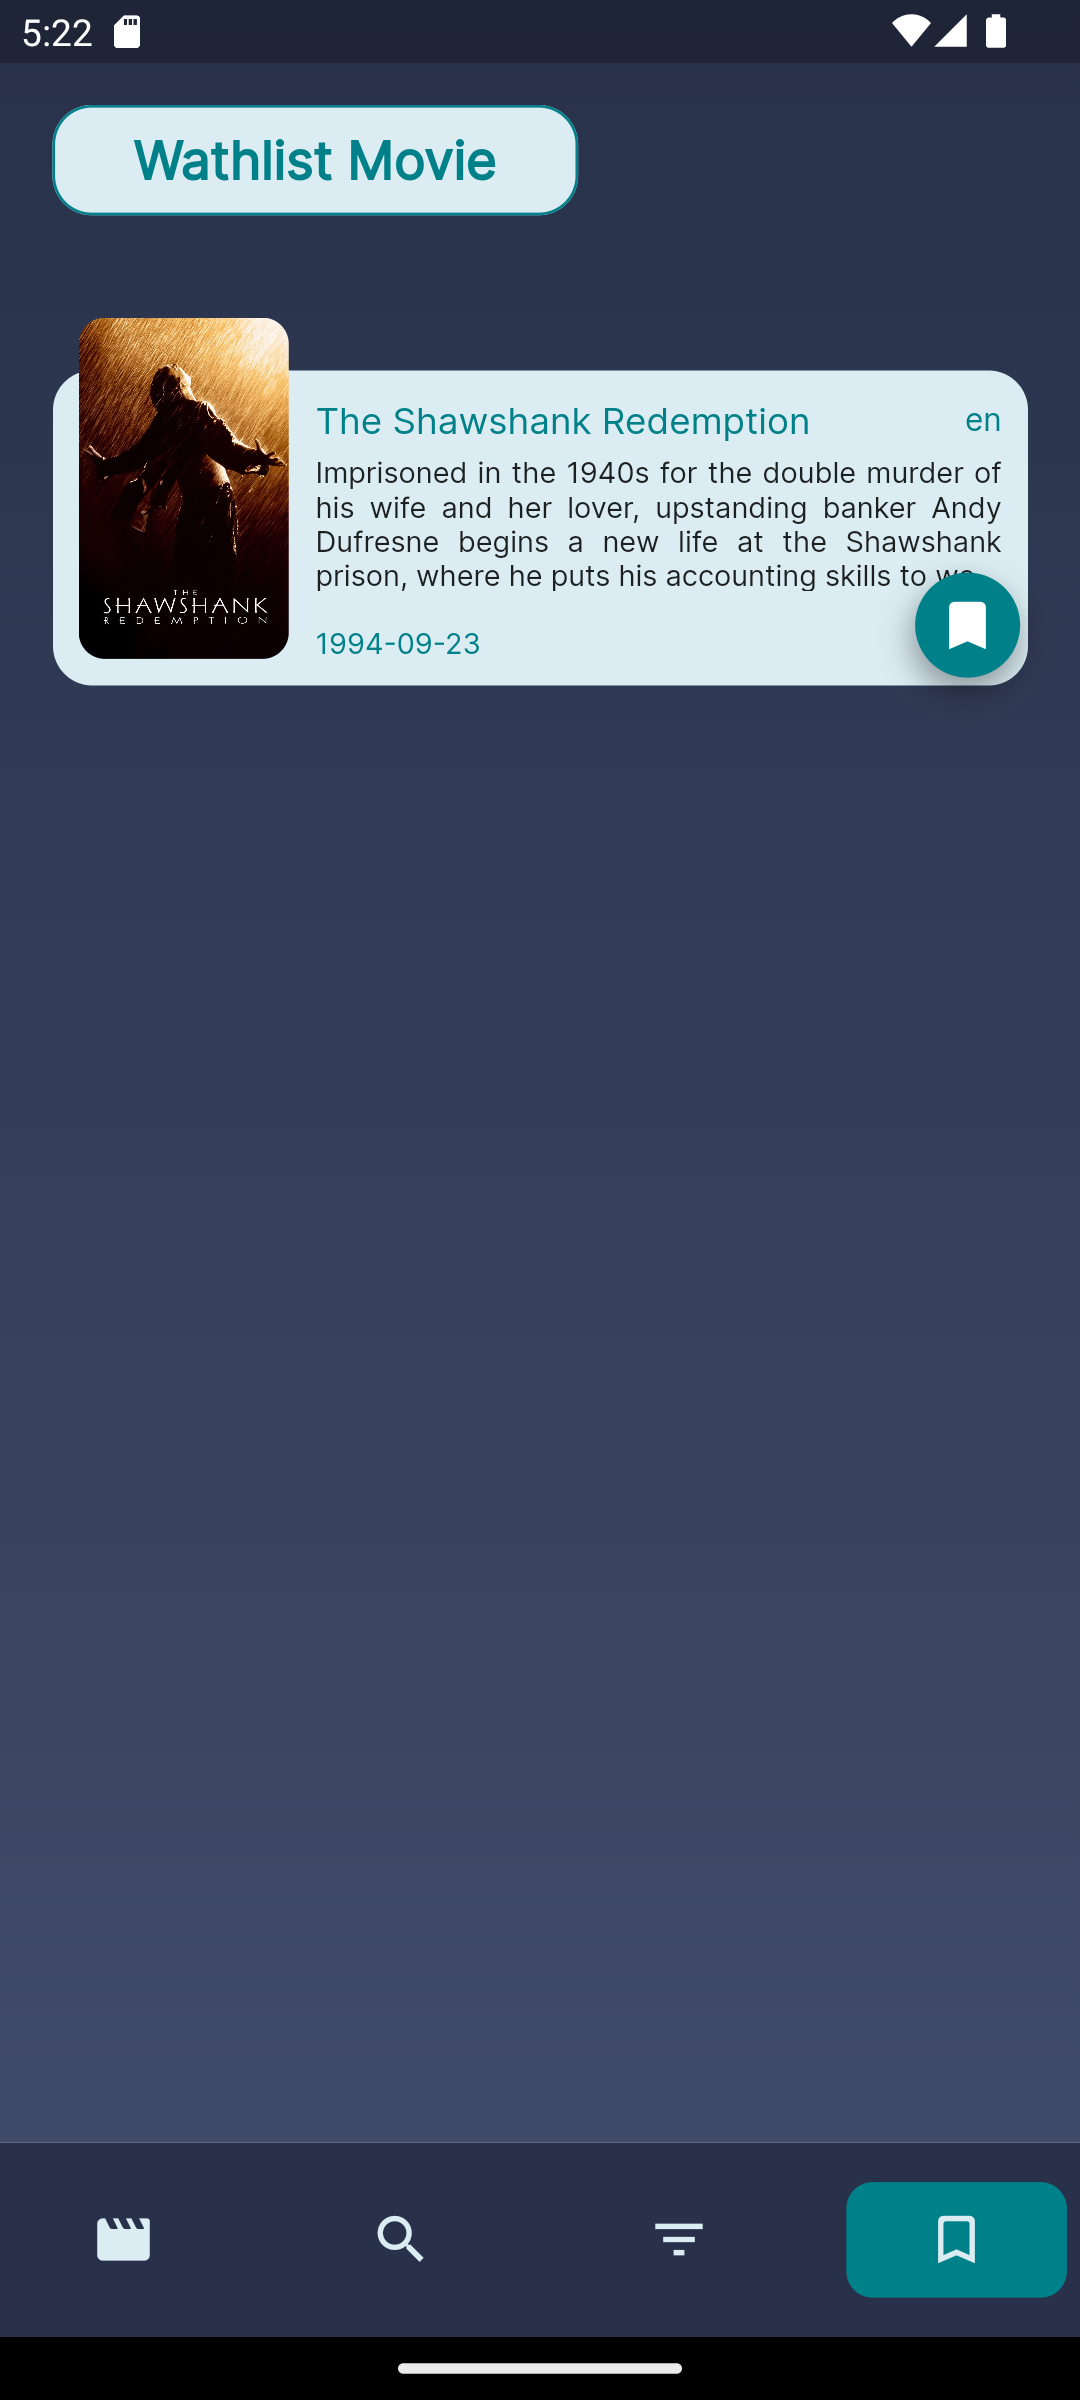 5:22
Wathlist Movie
The Shawshank Redemption
en
Imprisoned in the 1940s for the double murder of
his wife and her lover, upstanding banker Andy
Dufresne begins a new life at the Shawshank
prison, where he puts his accounting skills to
THE
SHAWSHANK
REDEMPTION
1994-09-23